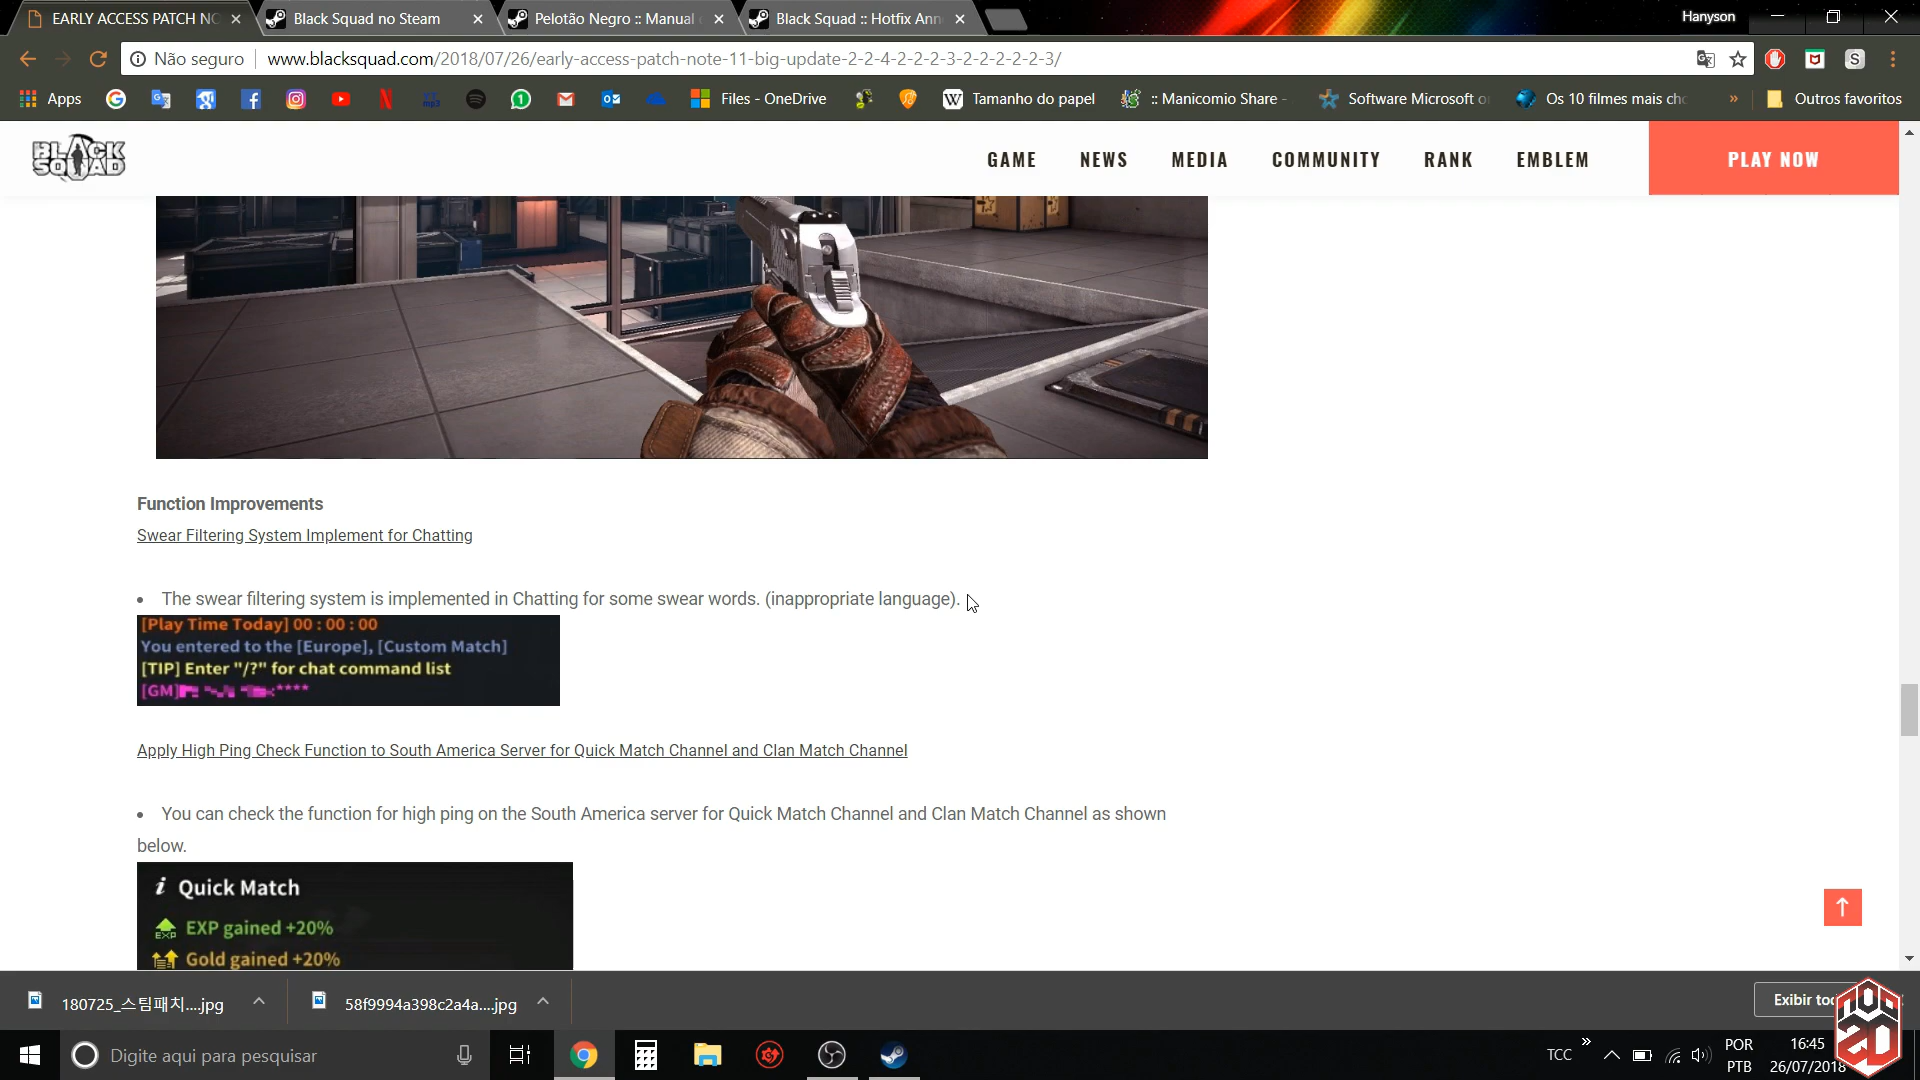 EARLY ACCESS PATCH NO
Black Squad no Steam
Pelotão Negro :: Manual
Black Squad :: Hotfix Ann
Hanyson
Não seguro
www.blacksquad.com/2018/07/26/early-access-patch-note-11-big-update-2-2-4-2-2-2-3-2-2-2-2-2-3/
Apps
Files - OneDrive
Tamanho do papel
:: Manicomio Share -
Software Microsoft o
Os 10 filmes mais ch
»
Outros favoritos
BLACK SQUAD
GAME
NEWS
MEDIA
COMMUNITY
RANK
EMBLEM
PLAY NOW
Function Improvements
Swear Filtering System Implement for Chatting
• The swear filtering system is implemented in Chatting for some swear words. (inappropriate language).
[Play Time Today] 00 : 00 : 00
You entered to the [Europe], [Custom Match]
[TIP] Enter "/?" for chat command list
[GM] ****
Apply High Ping Check Function to South America Server for Quick Match Channel and Clan Match Channel
• You can check the function for high ping on the South America server for Quick Match Channel and Clan Match Channel as shown
below.
i Quick Match
EXP gained +20%
Gold gained +20%
180725_스팀패치....jpg
58f9994a398c2a4a....jpg
Exibir to
Digite aqui para pesquisar
TCC
»
POR
PTB
16:45
26/07/2018